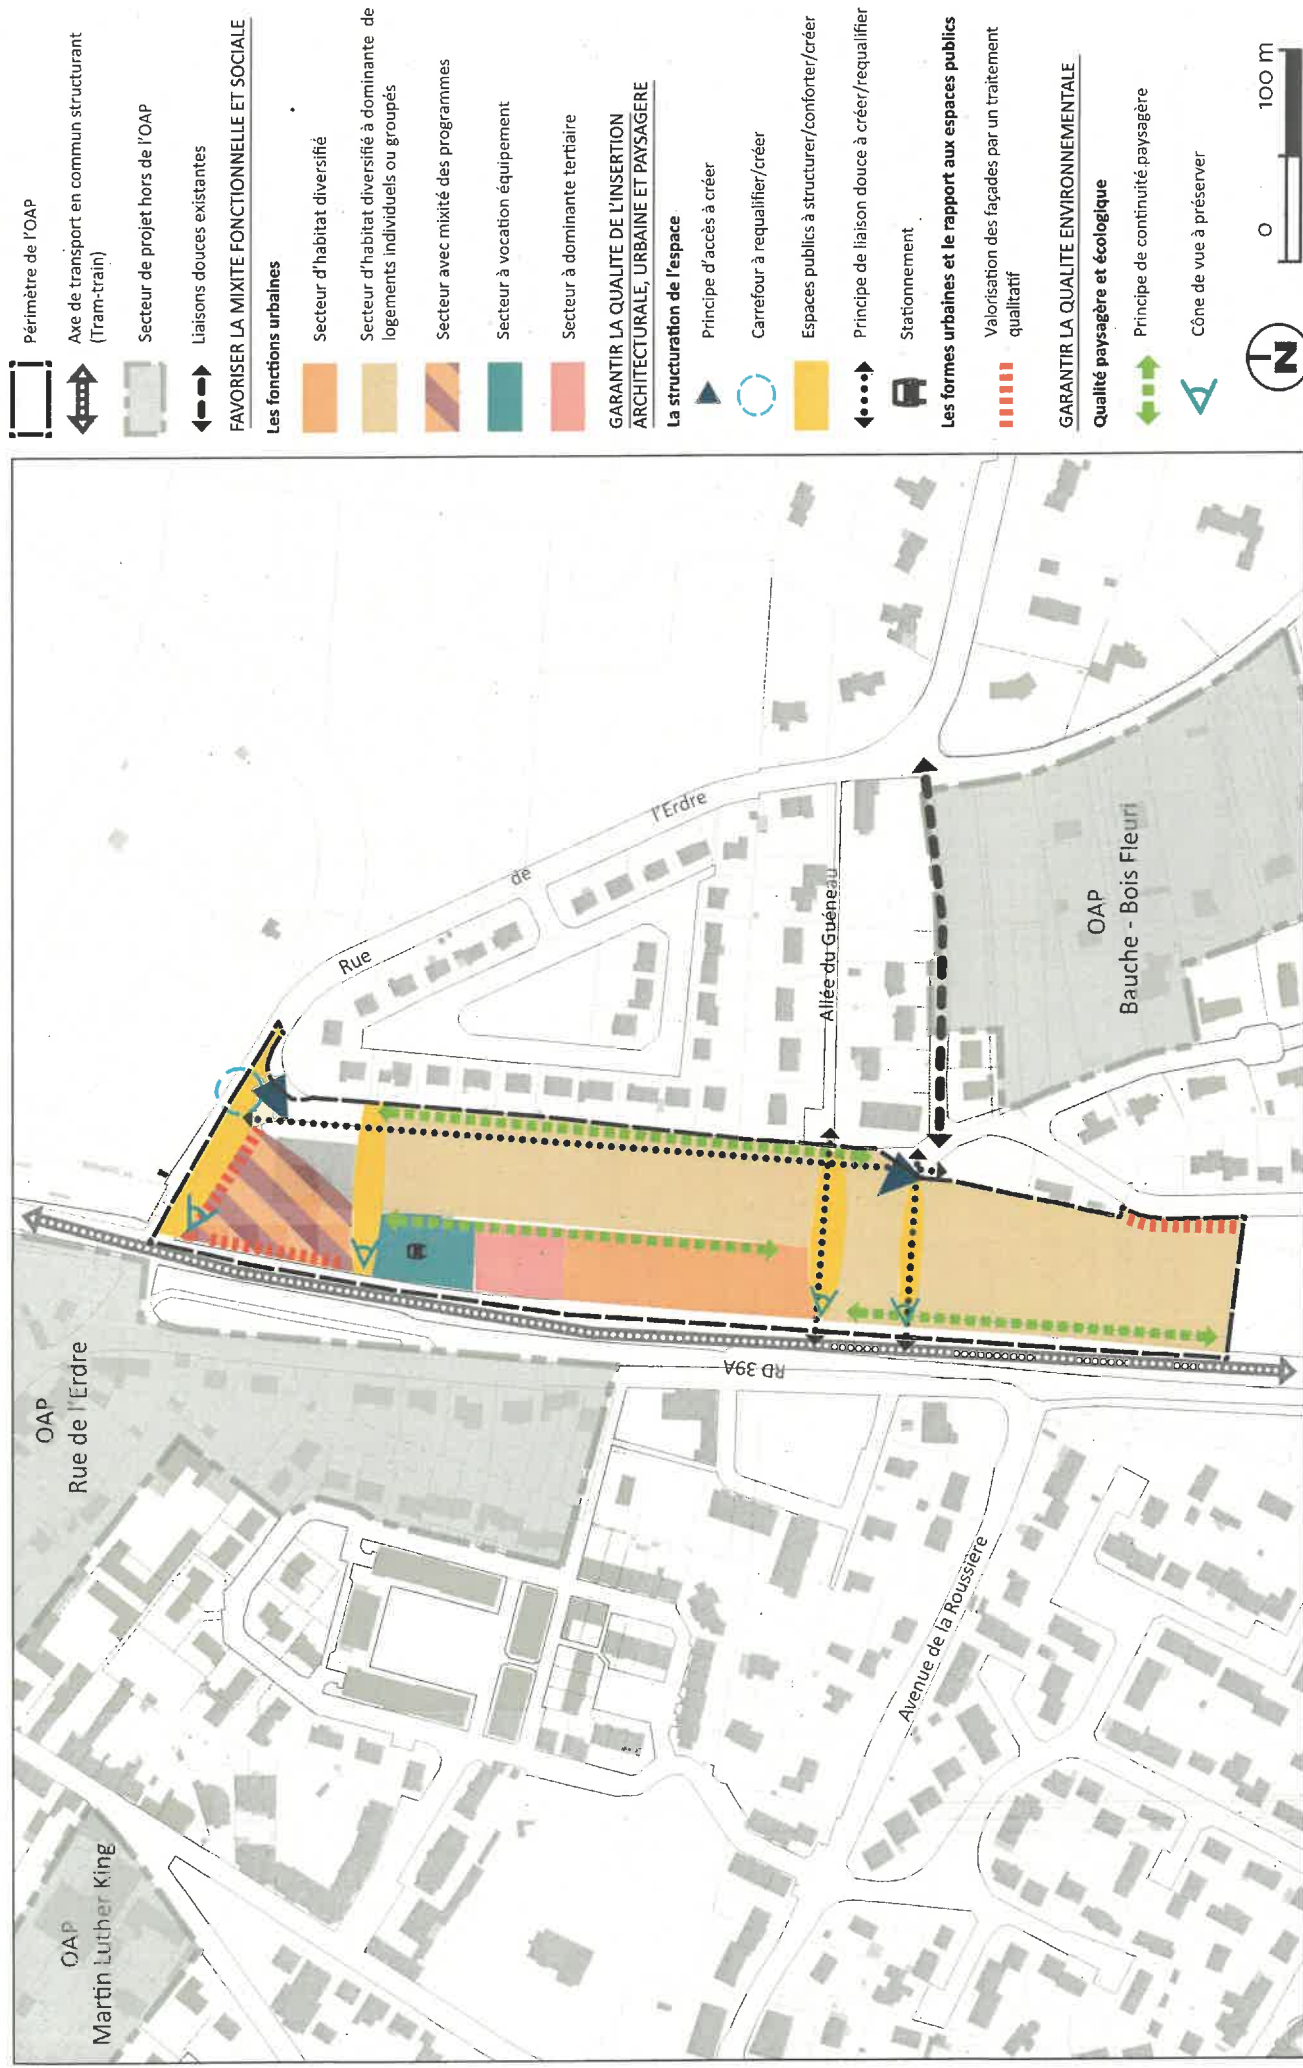 Périmètre de l'OAP
Axe de transport en commun structurant
(Tram-train)
Secteur de projet hors de l'OAP
Liaisons douces existantes
FAVORISER LA MIXITE FONCTIONNELLE ET SOCIALE
Les fonctions urbaines
Secteur d'habitat diversifié
Secteur d'habitat diversifié à dominante de
logements individuels ou groupés
Secteur avec mixité des programmes
Secteur à vocation équipement
Secteur à dominante tertiaire
GARANTIR LA QUALITE DE L'INSERTION
ARCHITECTURALE, URBAINE ET PAYSAGERE
La structuration de l'espace
Principe d'accès à créer
Carrefour à requalifier/créer
Espaces publics à structurer/conforter/créer
Principe de liaison douce à créer/requalifier
Stationnement
Les formes urbaines et le rapport aux espaces publics
Valorisation des façades par un traitement
qualitatif
GARANTIR LA QUALITE ENVIRONNEMENTALE
Qualité paysagère et écologique
Principe de continuité paysagère
Cône de vue à préserver
N
0
100 m
OAP
Martin Luther King
OAP
Rue de l'Erdre
Rue
de
l'Erdre
Allée du Guéneau
OAP
Bauche - Bois Fleuri
RD 39A
Avenue de la Roussière